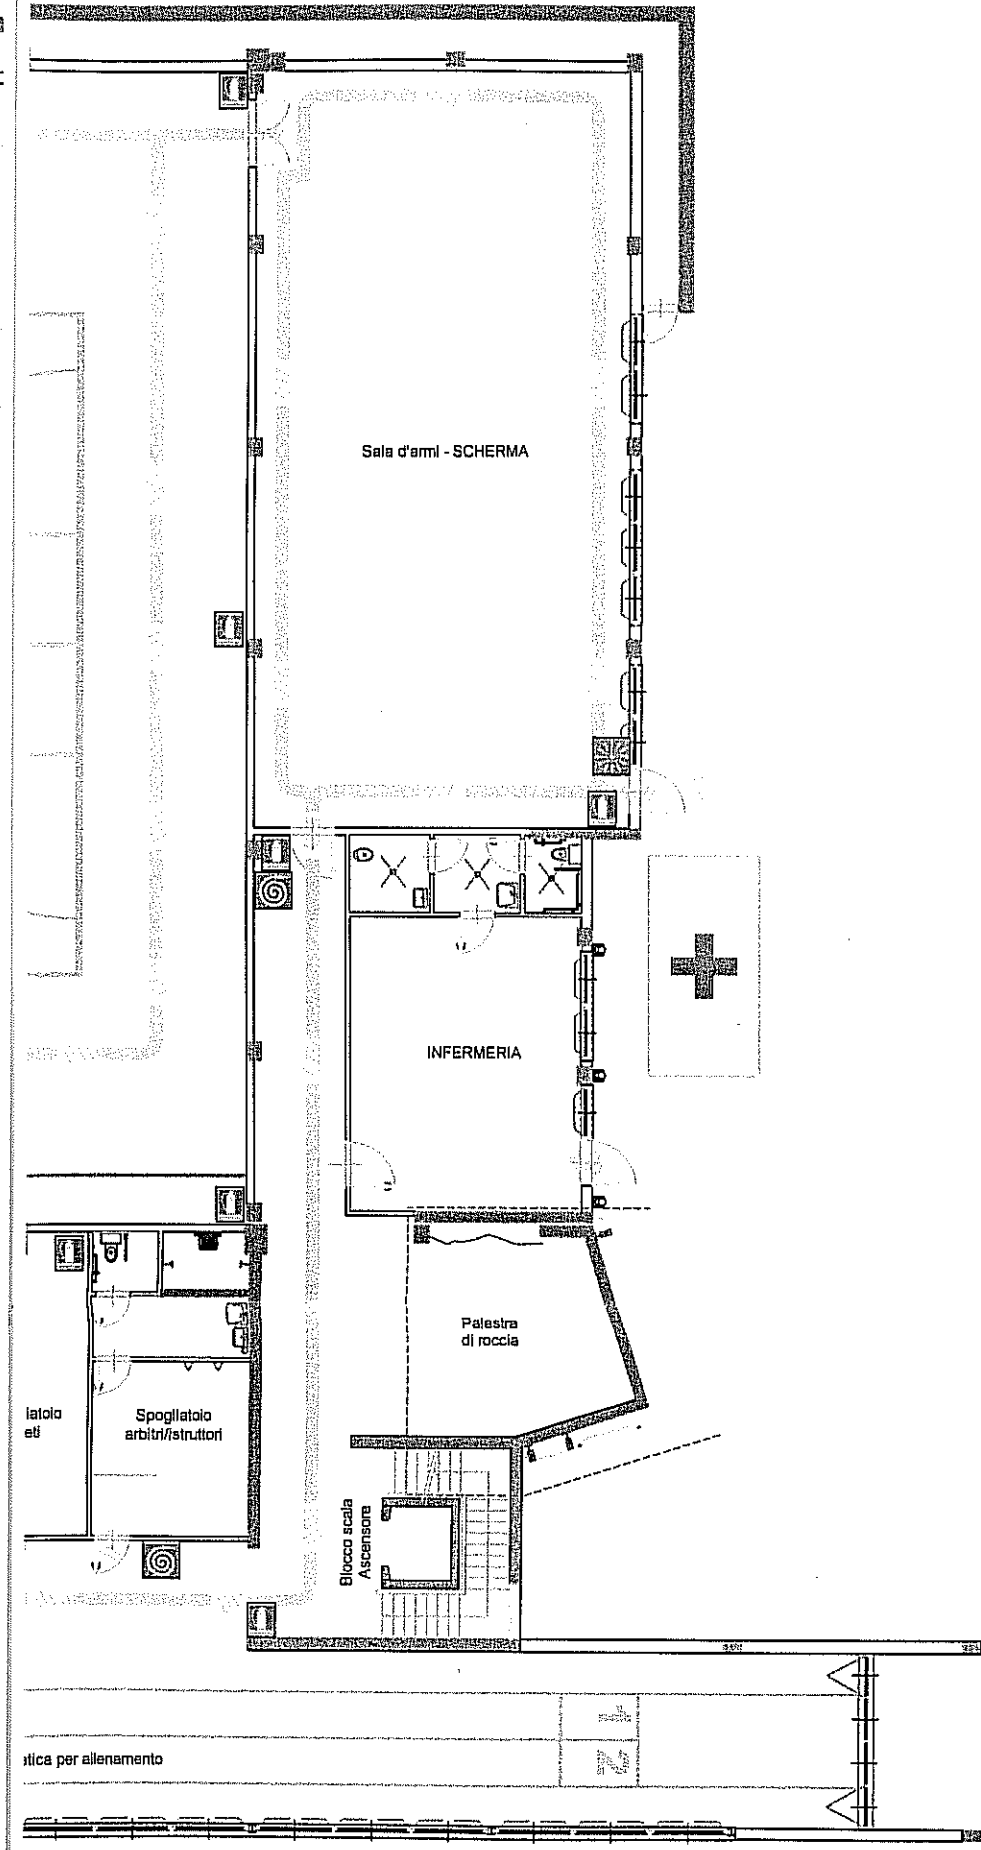 Sala d'armi - SCHERMA
INFERMERIA
Palestra
di roccia
latoio
eti
Spogliatoio
arbitri/istruttori
Blocco scala
Ascensore
atica per allenamento